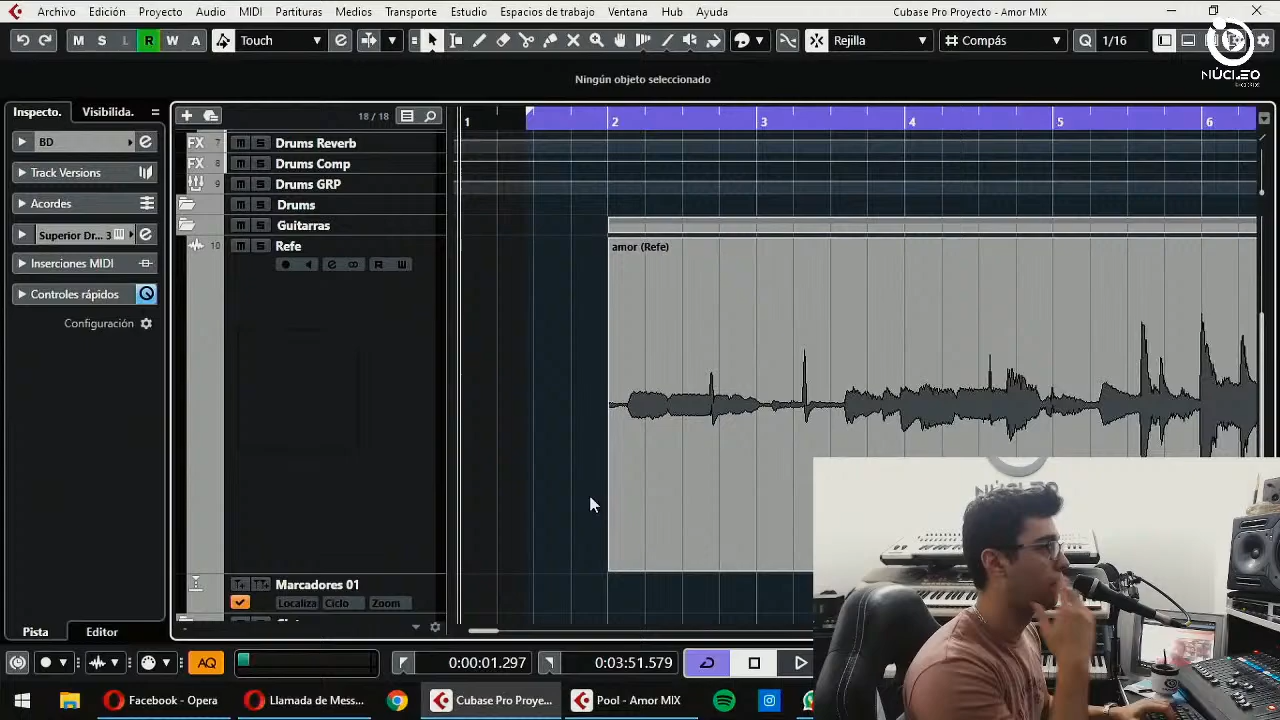 Archivo Edición Proyecto Audio MIDI Partituras Medios Transporte Estudio Espacios de trabajo Ventana Hub Ayuda Cubase Pro Proyecto - Amor MIX
M S L R W A Touch e Rejilla Compás Q 1/16
NÚCLEO
Ningún objeto seleccionado
Inspecto. Visibilida. 18 / 18 1 2 3 4 5 6
BD e
Track Versions
Acordes
Superior Dr... 3 e
Inserciones MIDI
Controles rápidos
Configuración
FX 7 m S Drums Reverb
FX 8 m S Drums Comp
9 m S Drums GRP
m S Drums
m S Guitarras
10 m S Refe
e R W
amor (Refe)
NÚCLEO
Marcadores 01
Localiza Ciclo Zoom
Pista Editor
AQ 0:00:01.297 0:03:51.579
Facebook - Opera Llamada de Mess... Cubase Pro Proye... Pool - Amor MIX